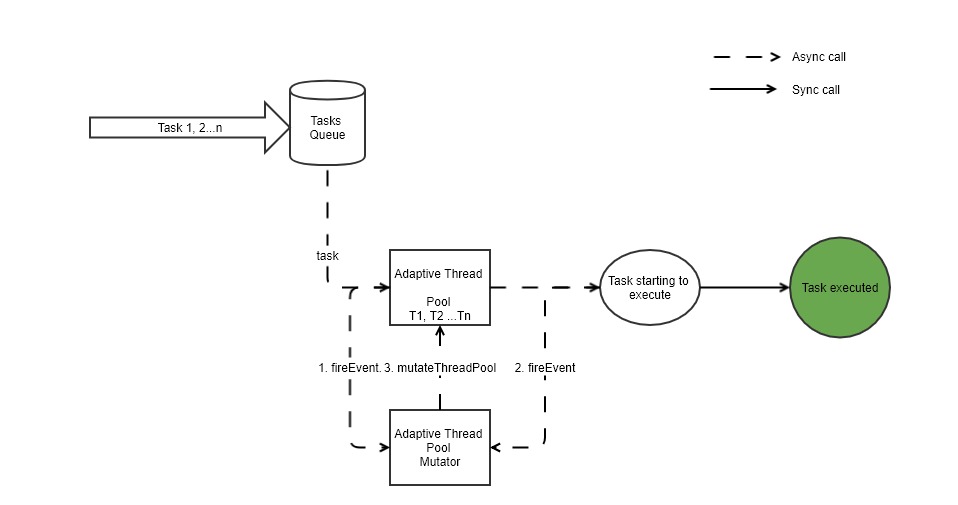 Async call
Sync call
Task 1, 2...n
Tasks
Queue
task
Adaptive Thread
Pool
T1, T2 ...Tn
Task starting to
execute
Task executed
1. fireEvent.
3. mutateThreadPool
2. fireEvent
Adaptive Thread
Pool
Mutator